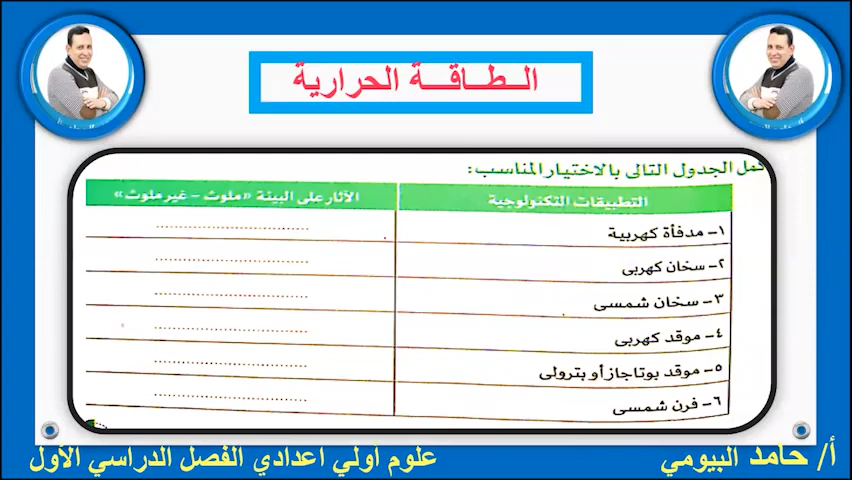 الـــطـــاقـــة الحرارية
كمل الجدول التالى بالاختيار المناسب:
التطبيقات التكنولوجية
الآثار على البيئة «ملوث - غير ملوث»
١- مدفأة كهربية ..............................
٢- سخان كهربى ..............................
٣- سخان شمسى ..............................
٤- موقد كهربى ..............................
٥- موقد بوتاجاز أو بترولى ..............................
٦- فرن شمسى ..............................
أ/ حامد البيومي
علوم أولي اعدادي الفصل الدراسي الأول